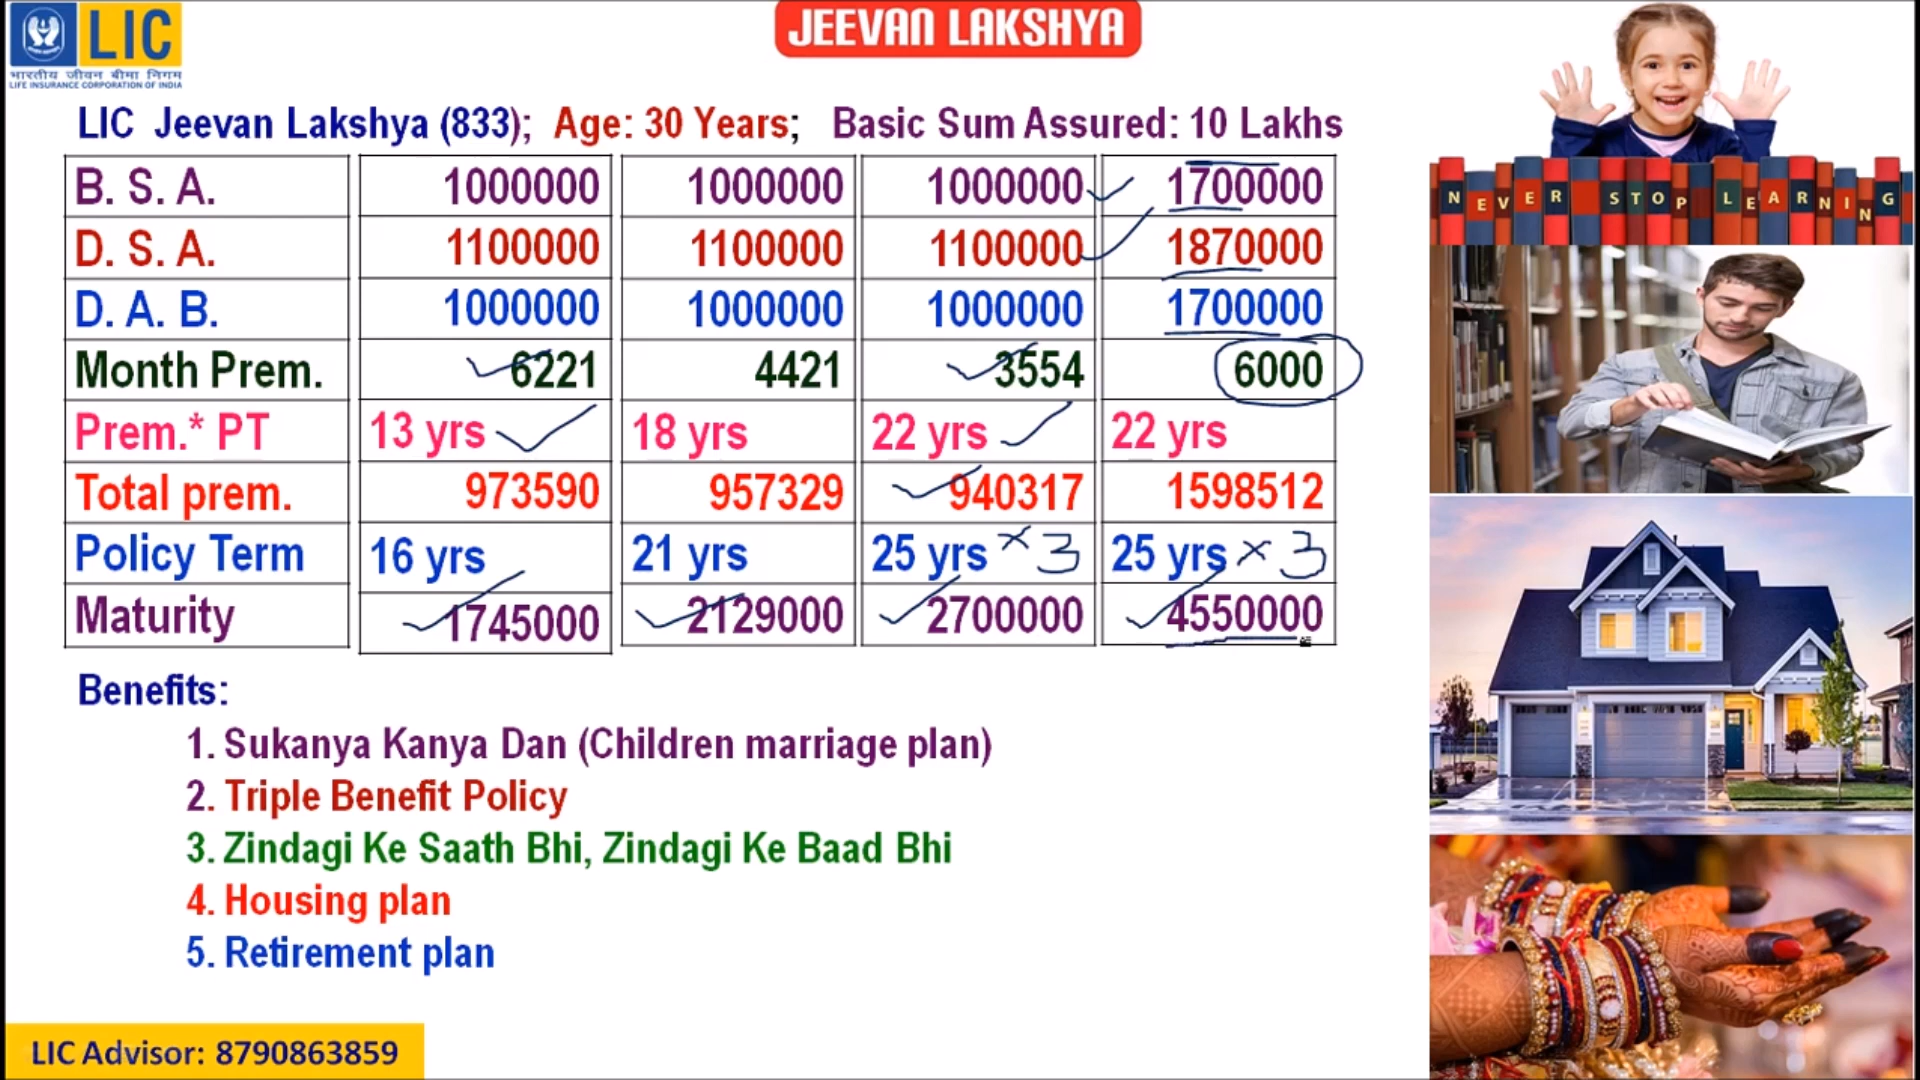 LIC
भारतीय जीवन बीमा निगम
LIFE INSURANCE CORPORATION OF INDIA
JEEVAN LAKSHYA
LIC Jeevan Lakshya (833); Age: 30 Years; Basic Sum Assured: 10 Lakhs
B. S. A. 1000000 1000000 1000000 1700000
D. S. A. 1100000 1100000 1100000 1870000
D. A. B. 1000000 1000000 1000000 1700000
Month Prem. 6221 4421 3554 6000
Prem.* PT 13 yrs 18 yrs 22 yrs 22 yrs
Total prem. 973590 957329 940317 1598512
Policy Term 16 yrs 21 yrs 25 yrs × 3 25 yrs × 3
Maturity 1745000 2129000 2700000 4550000
Benefits:
1. Sukanya Kanya Dan (Children marriage plan)
2. Triple Benefit Policy
3. Zindagi Ke Saath Bhi, Zindagi Ke Baad Bhi
4. Housing plan
5. Retirement plan
LIC Advisor: 8790863859
NEVER STOP LEARNING